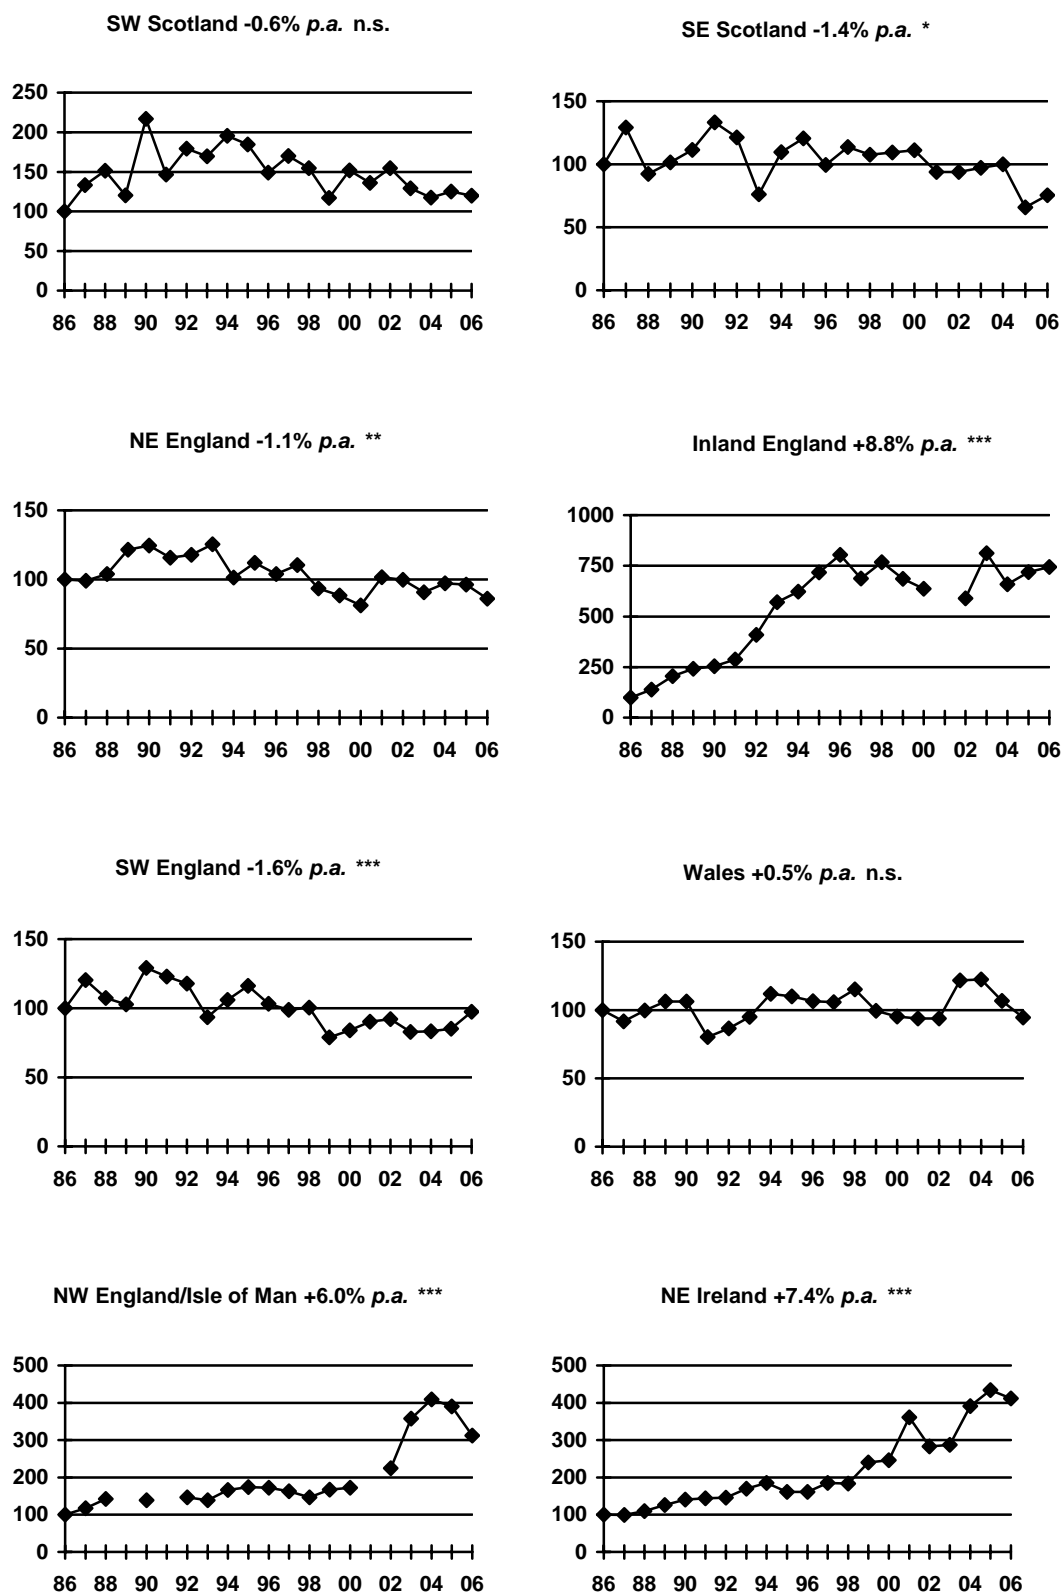 SW Scotland -0.6% p.a. n.s.
250
200
150
100
50
0
86 88 90 92 94 96 98 00 02 04 06
SE Scotland -1.4% p.a. *
150
100
50
0
86 88 90 92 94 96 98 00 02 04 06
NE England -1.1% p.a. **
150
100
50
0
86 88 90 92 94 96 98 00 02 04 06
Inland England +8.8% p.a. ***
1000
750
500
250
0
86 88 90 92 94 96 98 00 02 04 06
SW England -1.6% p.a. ***
150
100
50
0
86 88 90 92 94 96 98 00 02 04 06
Wales +0.5% p.a. n.s.
150
100
50
0
86 88 90 92 94 96 98 00 02 04 06
NW England/Isle of Man +6.0% p.a. ***
500
400
300
200
100
0
86 88 90 92 94 96 98 00 02 04 06
NE Ireland +7.4% p.a. ***
500
400
300
200
100
0
86 88 90 92 94 96 98 00 02 04 06